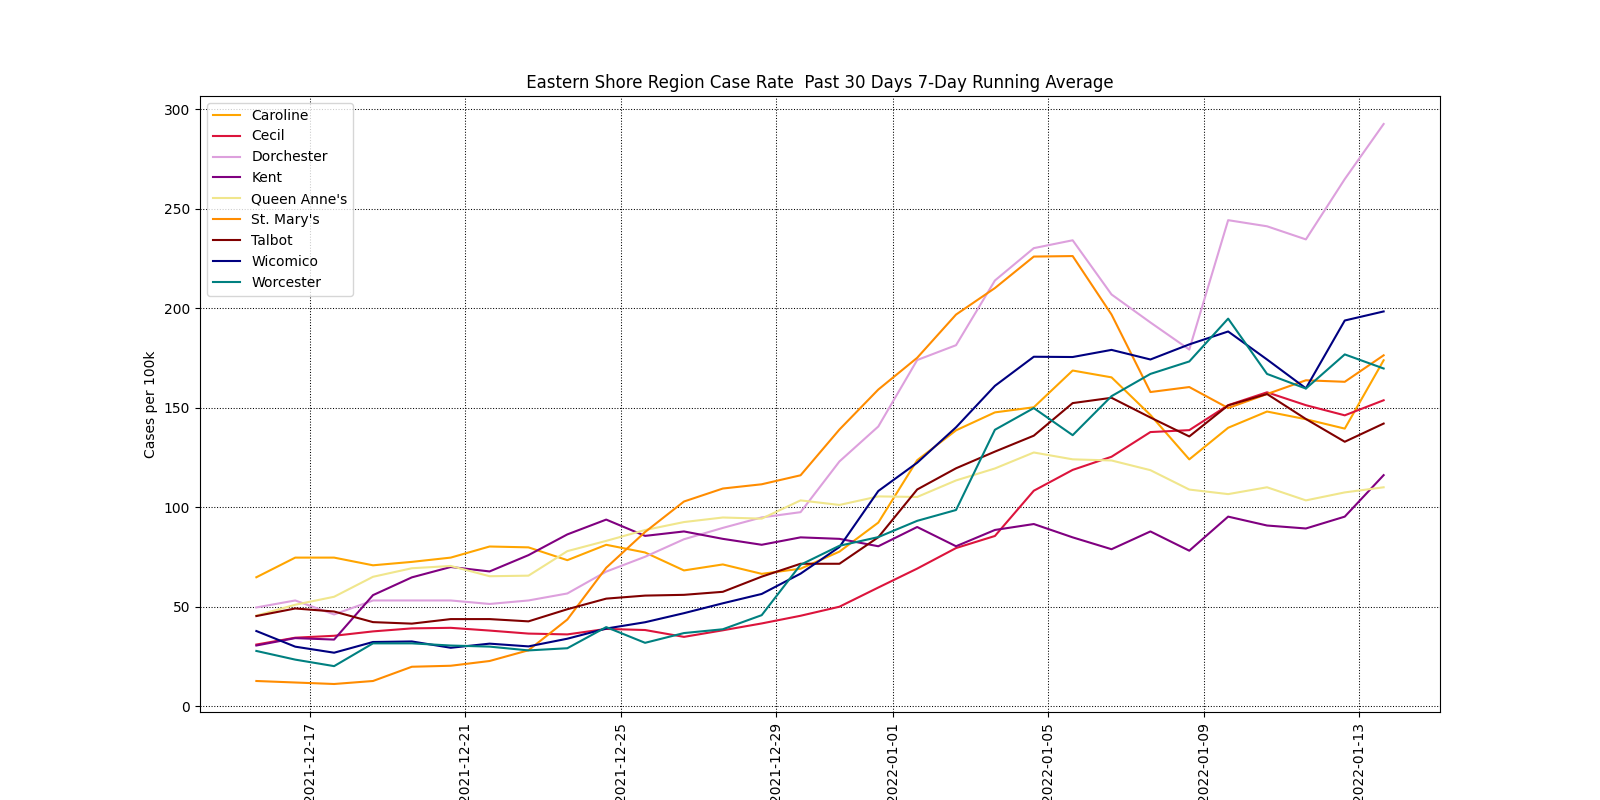 Eastern Shore Region Case Rate  Past 30 Days 7-Day Running Average
300
250
200
150
100
50
0
Cases per 100k
Caroline
Cecil
Dorchester
Kent
Queen Anne's
St. Mary's
Talbot
Wicomico
Worcester
2021-12-17
2021-12-21
2021-12-25
2021-12-29
2022-01-01
2022-01-05
2022-01-09
2022-01-13